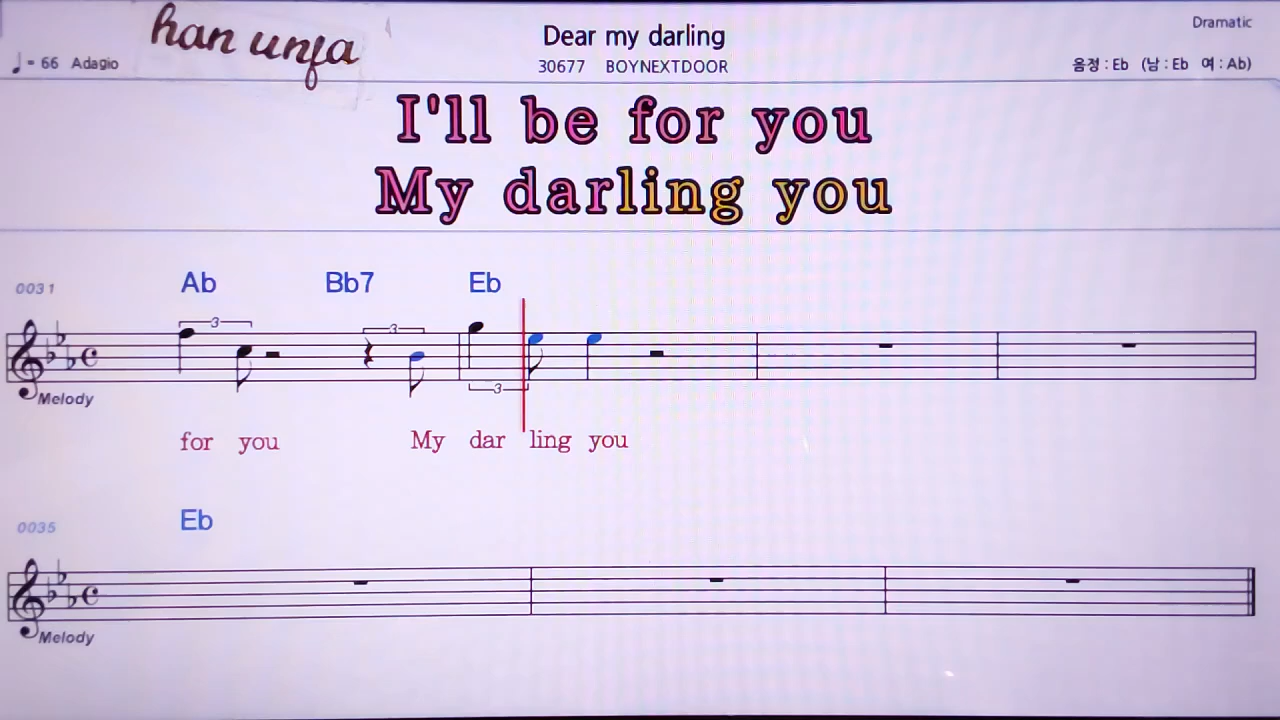 han unfa
Dear my darling
Dramatic
♩= 66 Adagio
30677 BOYNEXTDOOR
음정 : Eb (남 : Eb 여 : Ab)
I'll be for you
My darling you
Ab Bb7 Eb
0031
3 3
3
Melody
for you My dar ling you
Eb
0035
Melody